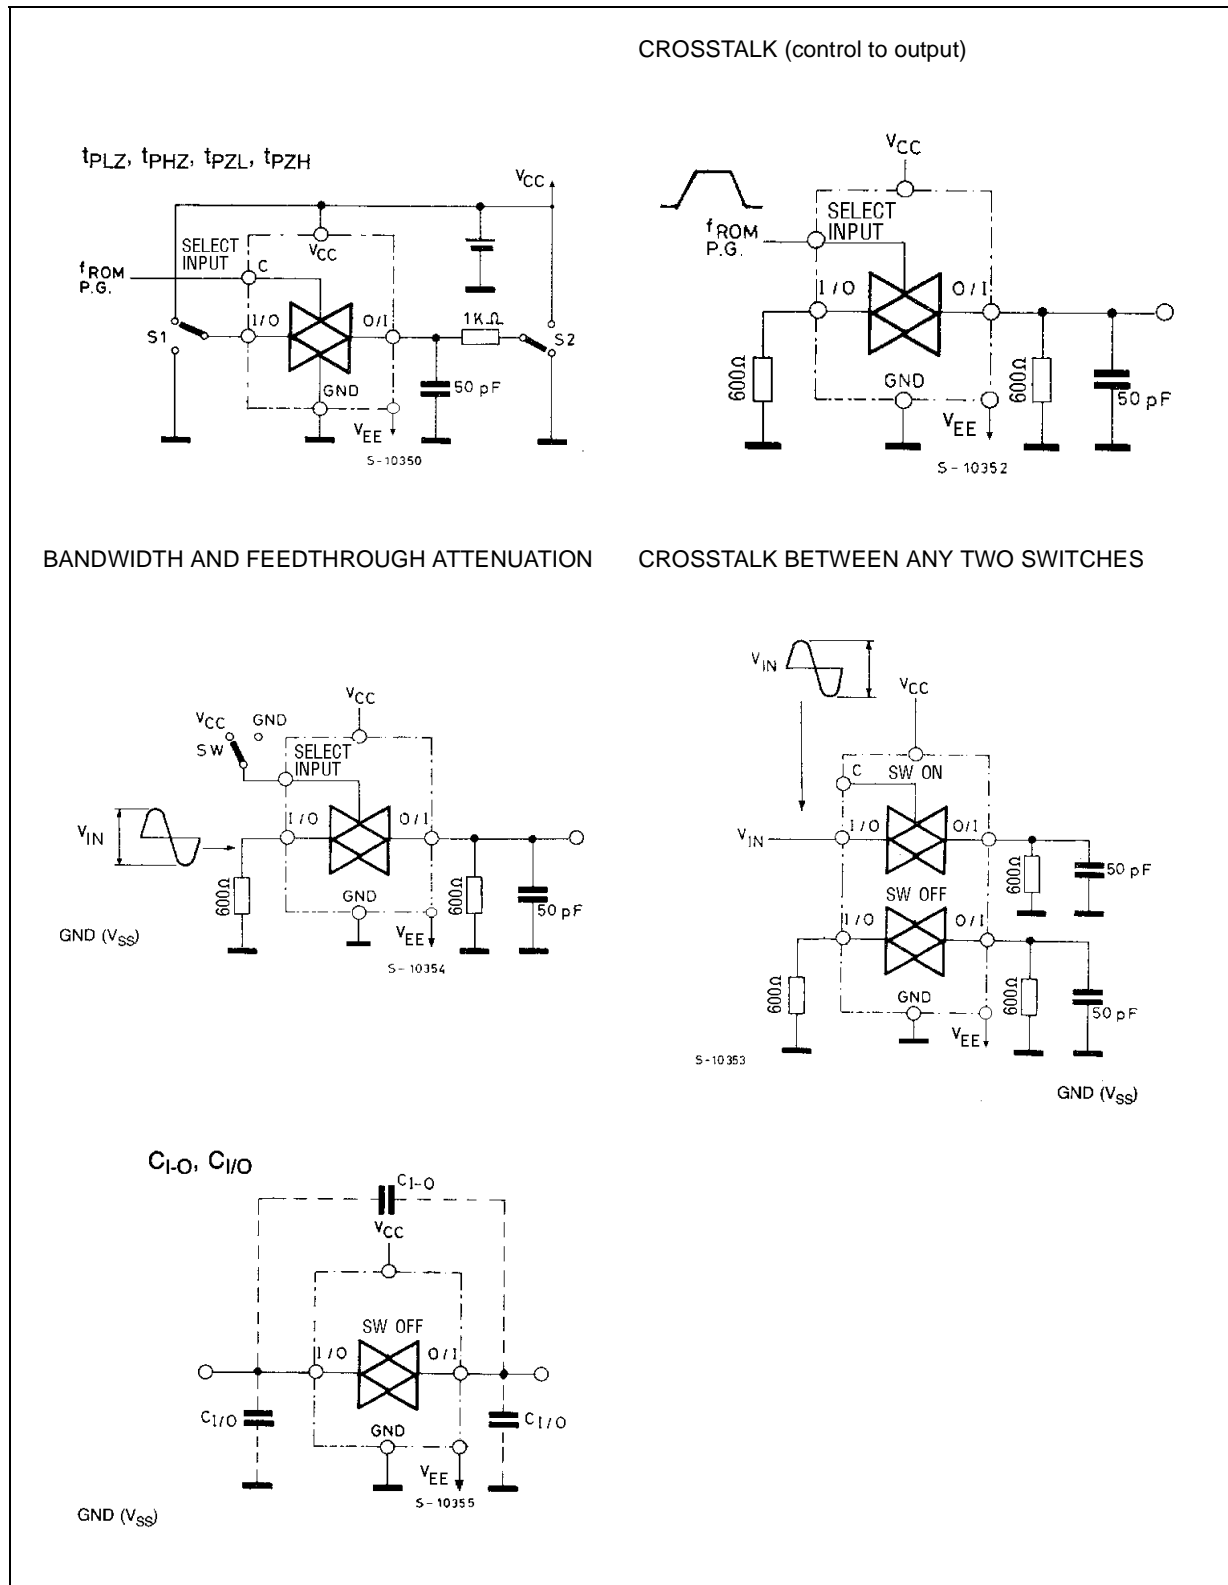 CROSSTALK (control to output)
tPLZ, tPHZ, tPZL, tPZH
VCC
SELECT
INPUT
VCC
C
fROM
P.G.
I/O
O/I
1KΩ
S1
S2
50 pF
GND
VEE
S-10350
VCC
SELECT
INPUT
fROM
P.G.
I/O
O/I
600Ω
GND
600Ω
50 pF
VEE
S-10352
BANDWIDTH AND FEEDTHROUGH ATTENUATION
CROSSTALK BETWEEN ANY TWO SWITCHES
VCC
VCC
GND
SW
SELECT
INPUT
VIN
I/O
O/I
600Ω
600Ω
GND
50 pF
VEE
GND (VSS)
S-10354
VIN
VCC
C
SW ON
VIN
I/O
O/I
600Ω
50 pF
SW OFF
I/O
O/I
600Ω
GND
600Ω
50 pF
VEE
S-10353
GND (VSS)
CI-O, CI/O
CI-O
VCC
SW OFF
I/O
O/I
CI/O
CI/O
GND
VEE
S-10355
GND (VSS)